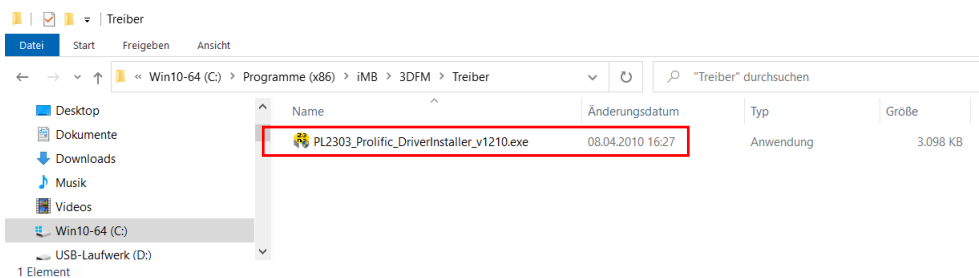 Treiber
Datei Start Freigeben Ansicht
« Win10-64 (C:) > Programme (x86) > iMB > 3DFM > Treiber "Treiber" durchsuchen
Desktop Name Änderungsdatum Typ Größe
Dokumente PL2303_Prolific_DriverInstaller_v1210.exe 08.04.2010 16:27 Anwendung 3.098 KB
Downloads
Musik
Videos
Win10-64 (C:)
USB-Laufwerk (D:)
1 Element